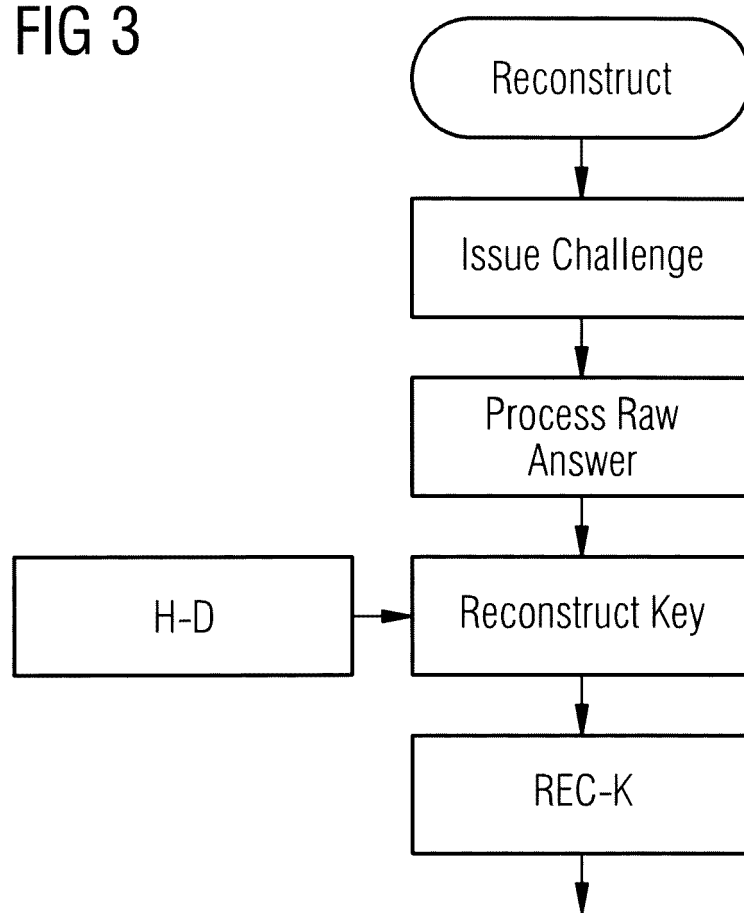 FIG 3
Reconstruct
Issue Challenge
Process Raw
Answer
H-D
Reconstruct Key
REC-K